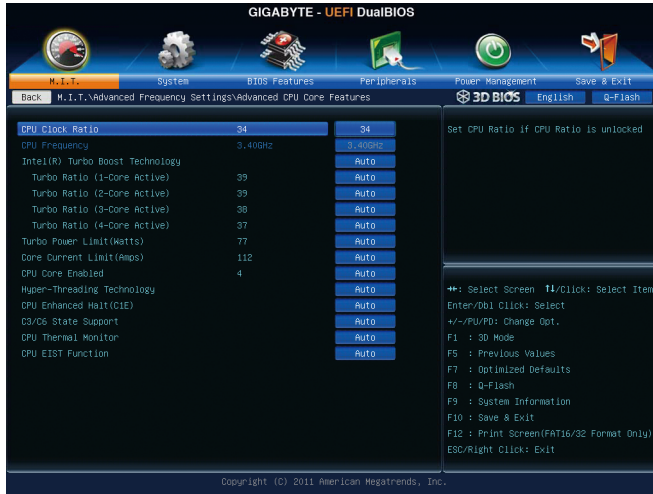 GIGABYTE - UEFI DualBIOS
M.I.T. System BIOS Features Peripherals Power Management Save & Exit
Back M.I.T.\Advanced Frequency Settings\Advanced CPU Core Features 3D BIOS English Q-Flash
CPU Clock Ratio 34 34
CPU Frequency 3.40GHz 3.40GHz
Intel(R) Turbo Boost Technology Auto
Turbo Ratio (1-Core Active) 39 Auto
Turbo Ratio (2-Core Active) 39 Auto
Turbo Ratio (3-Core Active) 38 Auto
Turbo Ratio (4-Core Active) 37 Auto
Turbo Power Limit(Watts) 77 Auto
Core Current Limit(Amps) 112 Auto
CPU Core Enabled 4 Auto
Hyper-Threading Technology Auto
CPU Enhanced Halt(C1E) Auto
C3/C6 State Support Auto
CPU Thermal Monitor Auto
CPU EIST Function Auto
Set CPU Ratio if CPU Ratio is unlocked
→←: Select Screen ↑↓/Click: Select Item
Enter/Dbl Click: Select
+/-/PU/PD: Change Opt.
F1 : 3D Mode
F5 : Previous Values
F7 : Optimized Defaults
F8 : Q-Flash
F9 : System Information
F10 : Save & Exit
F12 : Print Screen(FAT16/32 Format Only)
ESC/Right Click: Exit
Copyright (C) 2011 American Megatrends, Inc.